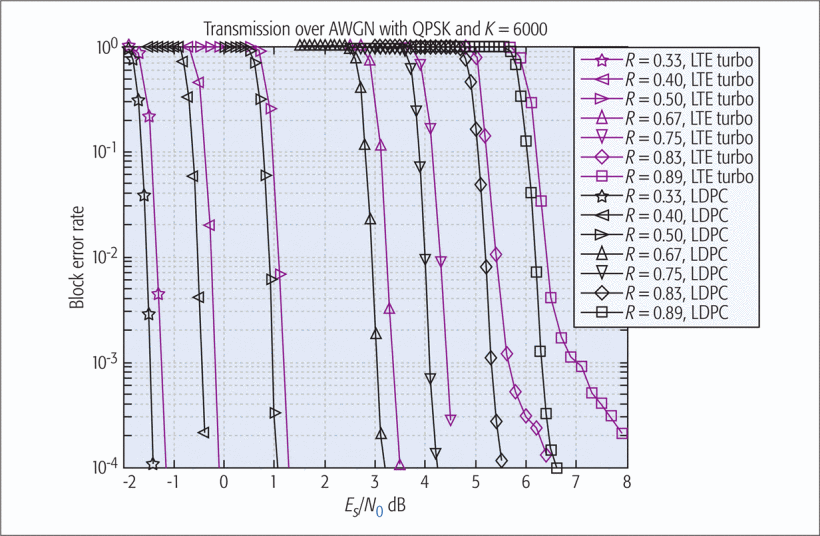 Transmission over AWGN with QPSK and K = 6000
10⁰
10⁻¹
10⁻²
10⁻³
10⁻⁴
Block error rate
-2 -1 0 1 2 3 4 5 6 7 8
Eₛ/N₀ dB
R = 0.33, LTE turbo
R = 0.40, LTE turbo
R = 0.50, LTE turbo
R = 0.67, LTE turbo
R = 0.75, LTE turbo
R = 0.83, LTE turbo
R = 0.89, LTE turbo
R = 0.33, LDPC
R = 0.40, LDPC
R = 0.50, LDPC
R = 0.67, LDPC
R = 0.75, LDPC
R = 0.83, LDPC
R = 0.89, LDPC